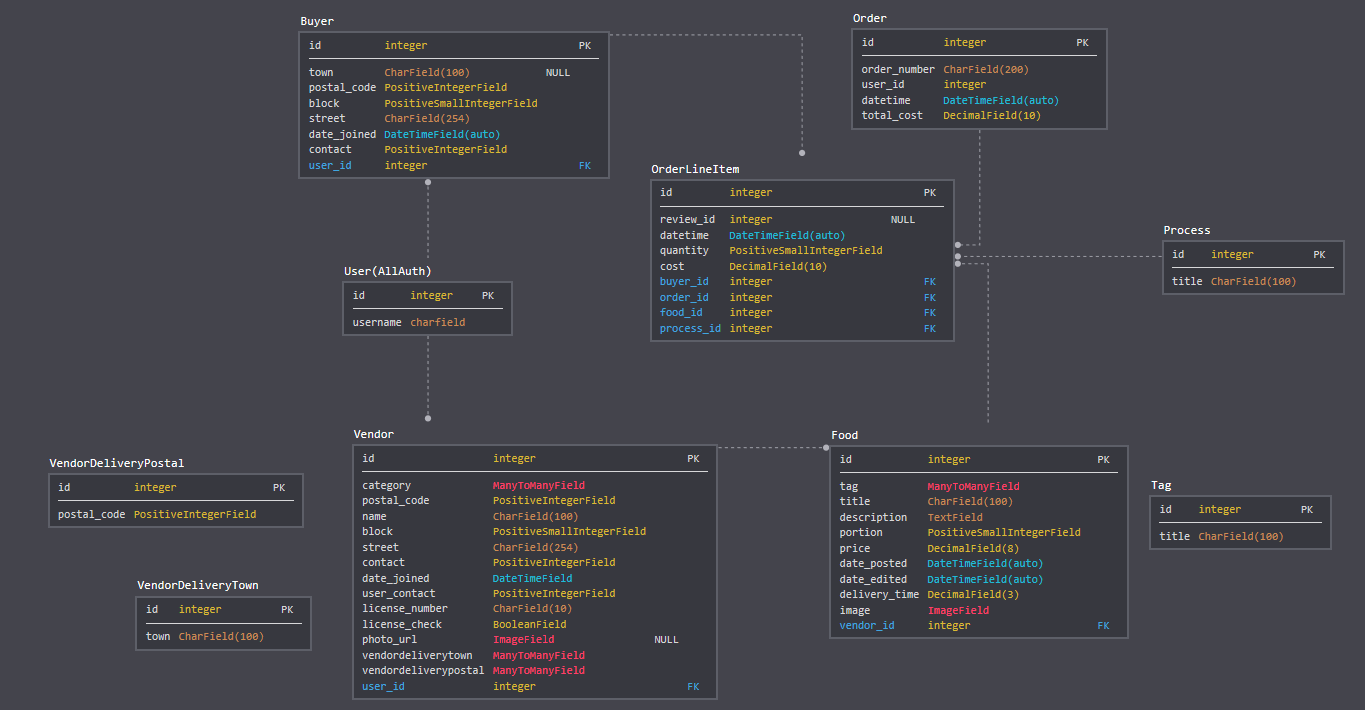 Buyer
id integer PK
town CharField(100) NULL
postal_code PositiveIntegerField
block PositiveSmallIntegerField
street CharField(254)
date_joined DateTimeField(auto)
contact PositiveIntegerField
user_id integer FK
Order
id integer PK
order_number CharField(200)
user_id integer
datetime DateTimeField(auto)
total_cost DecimalField(10)
OrderLineItem
id integer PK
review_id integer NULL
datetime DateTimeField(auto)
quantity PositiveSmallIntegerField
cost DecimalField(10)
buyer_id integer FK
order_id integer FK
food_id integer FK
process_id integer FK
Process
id integer PK
title CharField(100)
User(AllAuth)
id integer PK
username charfield
Vendor
id integer PK
category ManyToManyField
postal_code PositiveIntegerField
name CharField(100)
block PositiveSmallIntegerField
street CharField(254)
contact PositiveIntegerField
date_joined DateTimeField
user_contact PositiveIntegerField
license_number CharField(10)
license_check BooleanField
photo_url ImageField NULL
vendordeliverytown ManyToManyField
vendordeliverypostal ManyToManyField
user_id integer FK
Food
id integer PK
tag ManyToManyField
title CharField(100)
description TextField
portion PositiveSmallIntegerField
price DecimalField(8)
date_posted DateTimeField(auto)
date_edited DateTimeField(auto)
delivery_time DecimalField(3)
image ImageField
vendor_id integer FK
VendorDeliveryPostal
id integer PK
postal_code PositiveIntegerField
Tag
id integer PK
title CharField(100)
VendorDeliveryTown
id integer PK
town CharField(100)